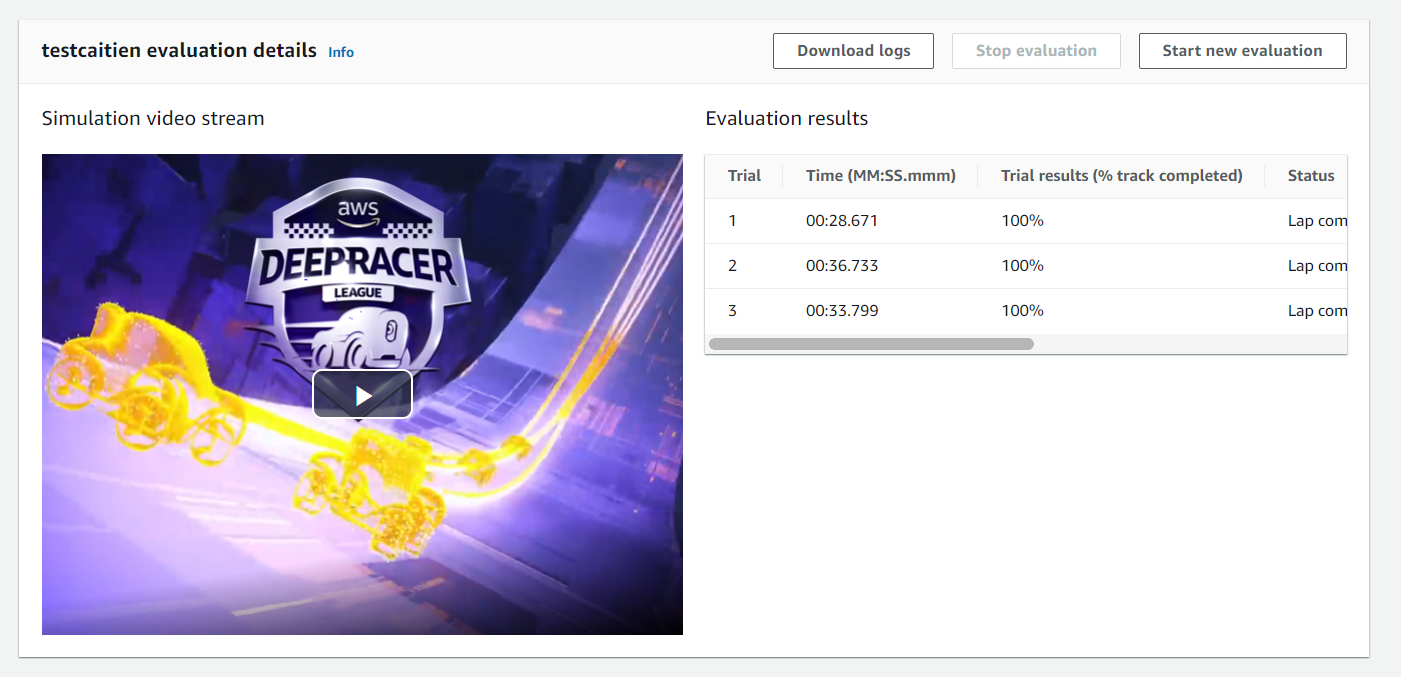 testcaitien evaluation details Info
Download logs
Stop evaluation
Start new evaluation
Simulation video stream
aws
DEEPRACER
LEAGUE
Evaluation results
Trial Time (MM:SS.mmm) Trial results (% track completed) Status
1 00:28.671 100% Lap com
2 00:36.733 100% Lap com
3 00:33.799 100% Lap com